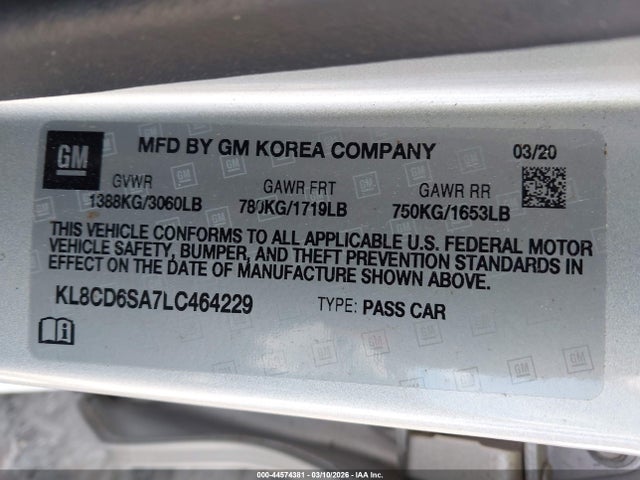 GM
MFD BY GM KOREA COMPANY 03/20
GVWR GAWR FRT GAWR RR
1388KG/3060LB 780KG/1719LB 750KG/1653LB
THIS VEHICLE CONFORMS TO ALL APPLICABLE U.S. FEDERAL MOTOR
VEHICLE SAFETY, BUMPER, AND THEFT PREVENTION STANDARDS IN
EFFECT ON THE DATE OF MANUFACTURE SHOWN ABOVE.
KL8CD6SA7LC464229 TYPE: PASS CAR
000-44574381 - 03/10/2026 - IAA Inc.